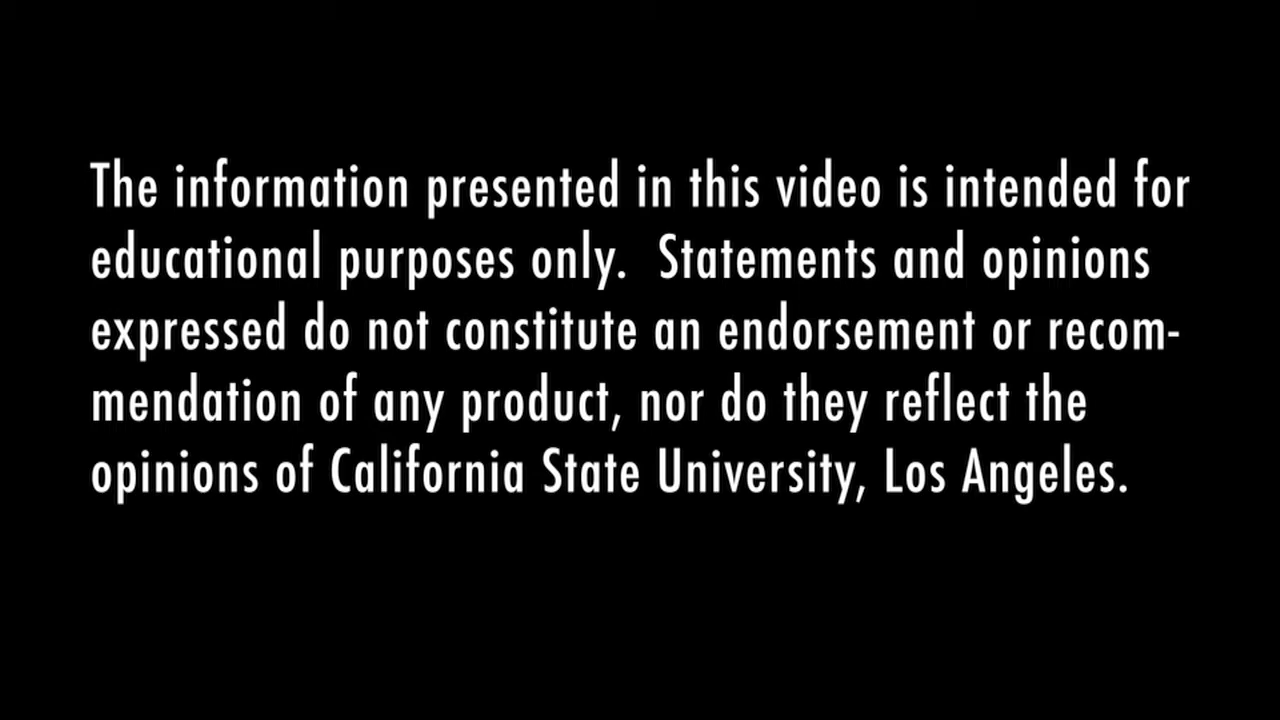 The information presented in this video is intended for
educational purposes only.  Statements and opinions
expressed do not constitute an endorsement or recom-
mendation of any product, nor do they reflect the
opinions of California State University, Los Angeles.